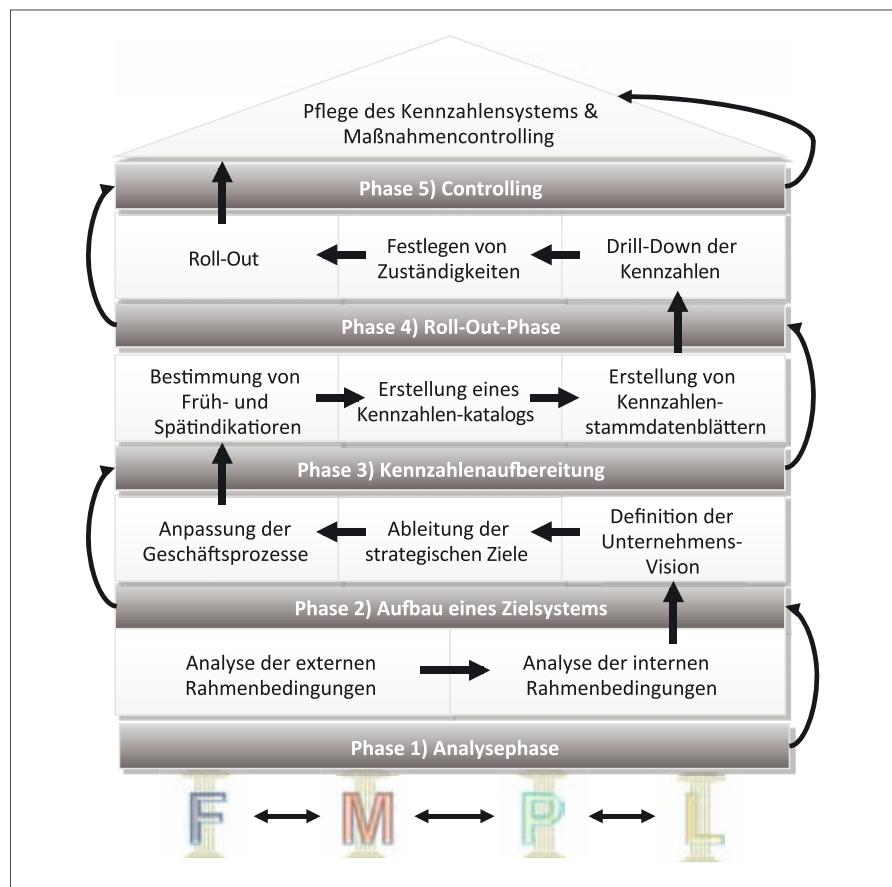 Pflege des Kennzahlensystems &
Maßnahmencontrolling
Phase 5) Controlling
Roll-Out
Festlegen von
Zuständigkeiten
Drill-Down der
Kennzahlen
Phase 4) Roll-Out-Phase
Bestimmung von
Früh- und
Spätindikatioren
Erstellung eines
Kennzahlen-katalogs
Erstellung von
Kennzahlen-
stammdatenblättern
Phase 3) Kennzahlenaufbereitung
Anpassung der
Geschäftsprozesse
Ableitung der
strategischen Ziele
Definition der
Unternehmens-
Vision
Phase 2) Aufbau eines Zielsystems
Analyse der externen
Rahmenbedingungen
Analyse der internen
Rahmenbedingungen
Phase 1) Analysephase
F M P L